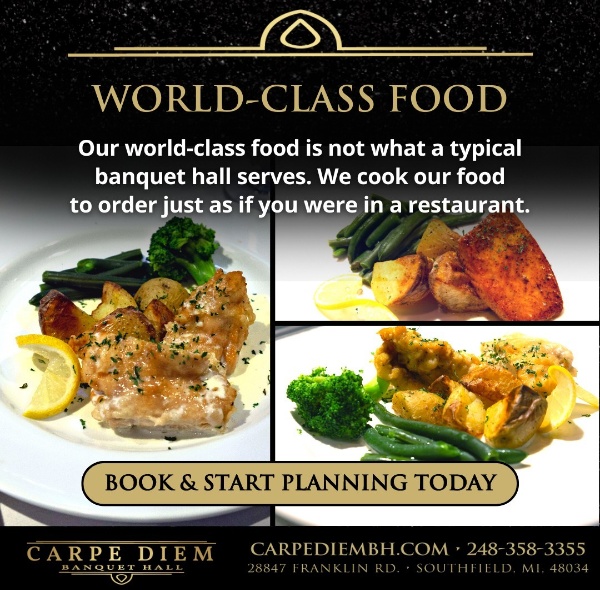 WORLD-CLASS FOOD
Our world-class food is not what a typical
banquet hall serves. We cook our food
to order just as if you were in a restaurant.
BOOK & START PLANNING TODAY
CARPE DIEM
BANQUET HALL
CARPEDIEMBH.COM · 248-358-3355
28847 FRANKLIN RD. · SOUTHFIELD, MI. 48034